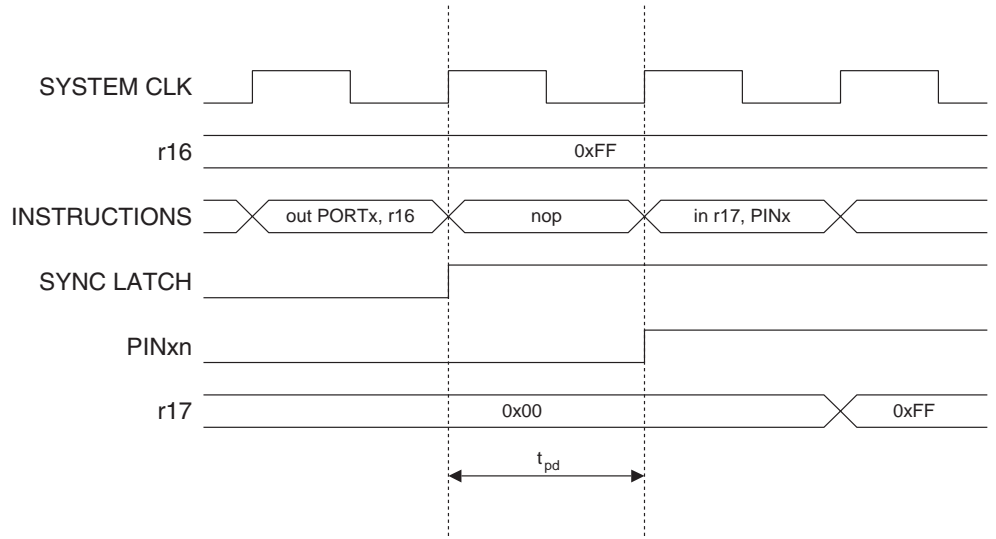 SYSTEM CLK
r16
0xFF
INSTRUCTIONS
out PORTx, r16
nop
in r17, PINx
SYNC LATCH
PINxn
r17
0x00
0xFF
tpd